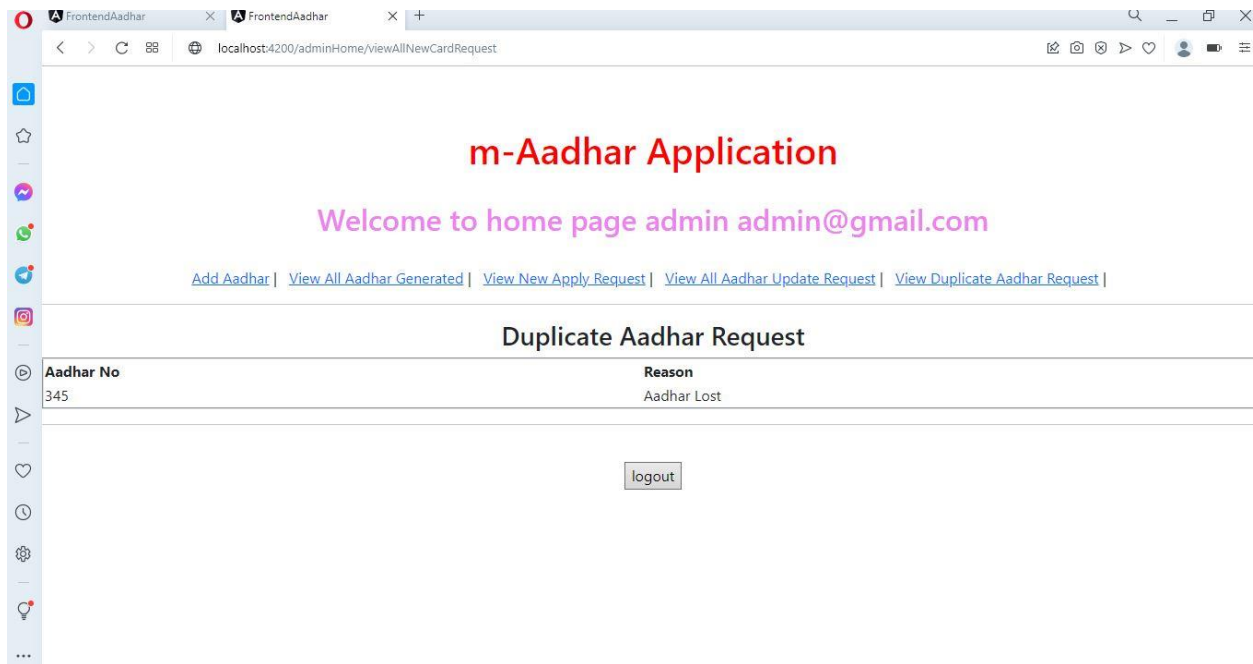 FrontendAadhar FrontendAadhar
localhost:4200/adminHome/viewAllNewCardRequest
m-Aadhar Application
Welcome to home page admin admin@gmail.com
Add Aadhar | View All Aadhar Generated | View New Apply Request | View All Aadhar Update Request | View Duplicate Aadhar Request |
Duplicate Aadhar Request
Aadhar No Reason
345 Aadhar Lost
logout